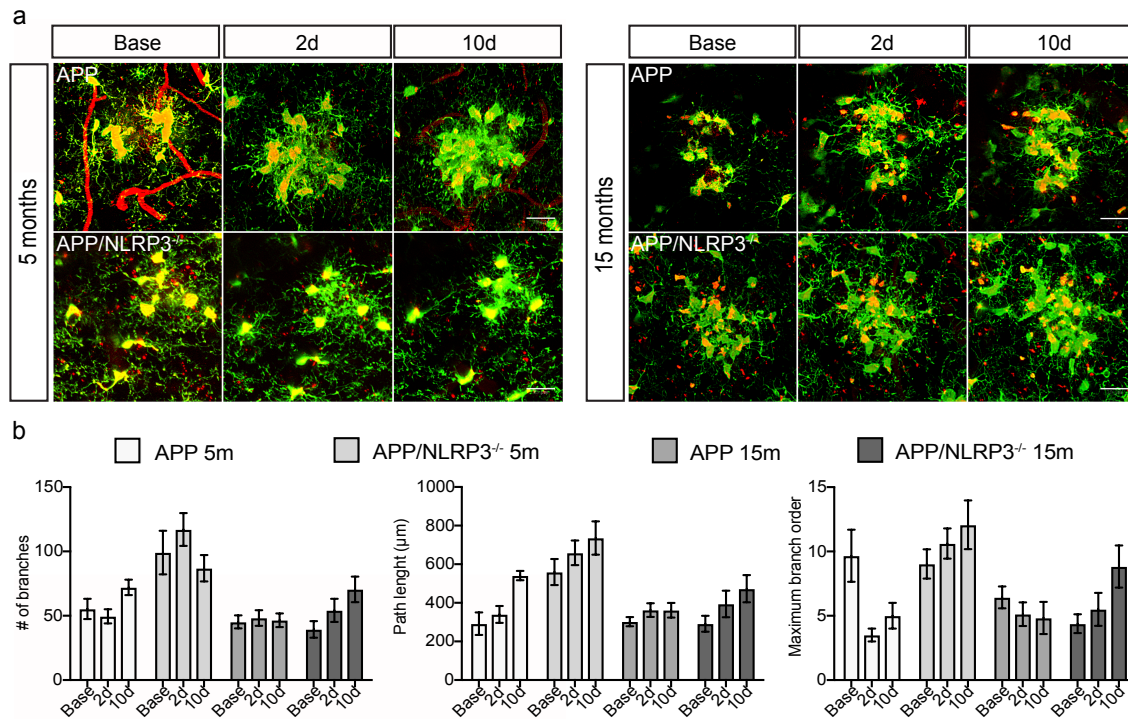 a
Base 2d 10d Base 2d 10d
5 months 15 months
APP APP
APP/NLRP3-/- APP/NLRP3-/-
b
APP 5m APP/NLRP3-/- 5m APP 15m APP/NLRP3-/- 15m
# of branches
150
100
50
0
Base 2d 10d Base 2d 10d Base 2d 10d Base 2d 10d
Path lenght (µm)
1000
800
600
400
200
0
Base 2d 10d Base 2d 10d Base 2d 10d Base 2d 10d
Maximum branch order
15
10
5
0
Base 2d 10d Base 2d 10d Base 2d 10d Base 2d 10d